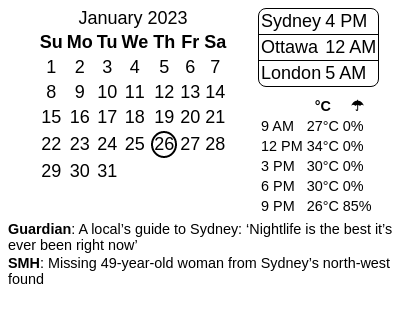 January 2023
Su Mo Tu We Th Fr Sa
1 2 3 4 5 6 7
8 9 10 11 12 13 14
15 16 17 18 19 20 21
22 23 24 25 26 27 28
29 30 31
Sydney 4 PM
Ottawa 12 AM
London 5 AM
°C ☂
9 AM 27°C 0%
12 PM 34°C 0%
3 PM 30°C 0%
6 PM 30°C 0%
9 PM 26°C 85%
Guardian: A local’s guide to Sydney: ‘Nightlife is the best it’s
ever been right now’
SMH: Missing 49-year-old woman from Sydney’s north-west
found